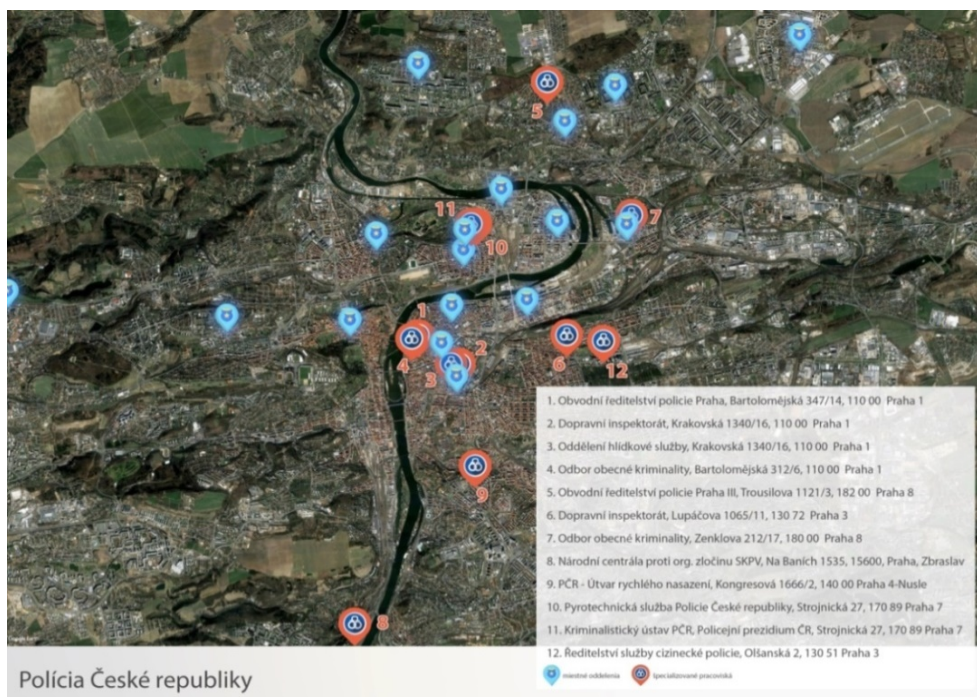 5
11
7
10
1
4
2
3
6
12
9
8
1. Obvodní ředitelství policie Praha, Bartolomějská 347/14, 110 00 Praha 1
2. Dopravní inspektorát, Krakovská 1340/16, 110 00 Praha 1
3. Oddělení hlídkové služby, Krakovská 1340/16, 110 00 Praha 1
4. Odbor obecné kriminality, Bartolomějská 312/6, 110 00 Praha 1
5. Obvodní ředitelství policie Praha III, Trousilova 1121/3, 182 00 Praha 8
6. Dopravní inspektorát, Lupáčova 1065/11, 130 72 Praha 3
7. Odbor obecné kriminality, Zenklova 212/17, 180 00 Praha 8
8. Národní centrála proti org. zločinu SKPV, Na Baních 1535, 15600, Praha, Zbraslav
9. PČR - Útvar rychlého nasazení, Kongresová 1666/2, 140 00 Praha 4-Nusle
10. Pyrotechnická služba Policie České republiky, Strojnická 27, 170 89 Praha 7
11. Kriminalistický ústav PČR, Policejní prezidium ČR, Strojnická 27, 170 89 Praha 7
12. Ředitelství služby cizinecké policie, Olšanská 2, 130 51 Praha 3
miestne oddelenia
špecializované pracoviská
Polícia České republiky